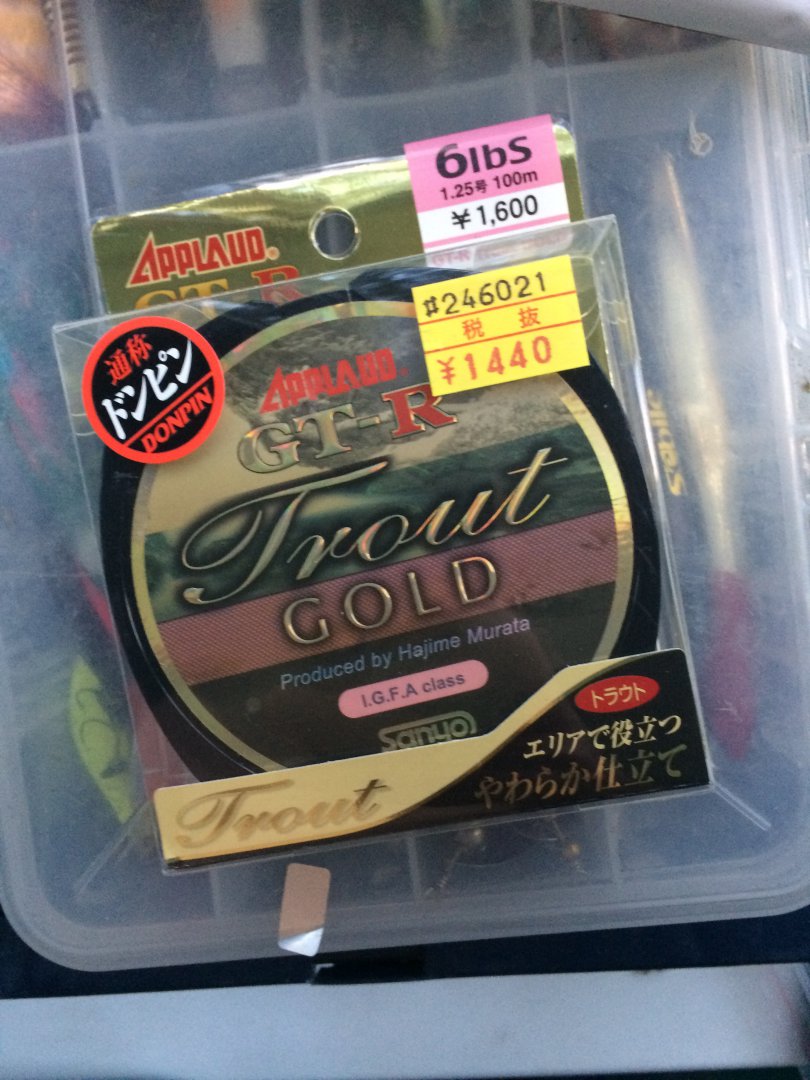 6lbS
1.25号 100m
¥1,600
APPLAUD®
GT-R
#246021
税 抜
¥1440
通称
ドンピン
DONPIN
APPLAUD®
GT-R
Trout
GOLD
Produced by Hajime Murata
I.G.F.A class
sanyo
トラウト
エリアで役立つ
やわらか仕立て
Trout